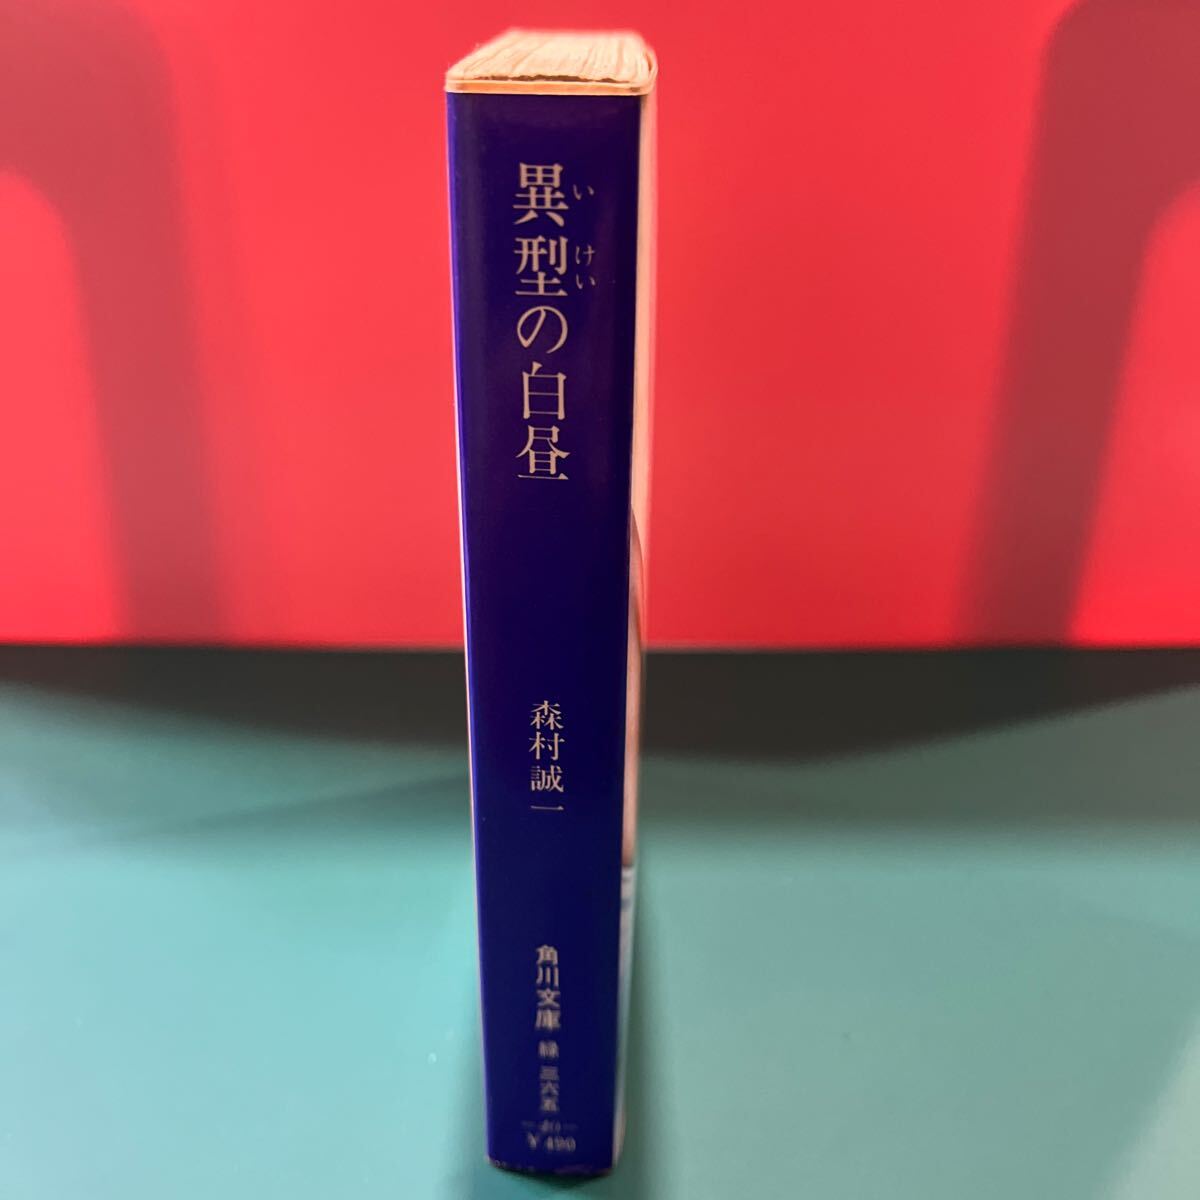 異型の白昼
いけい
森村誠一
角川文庫
緑 三六五
—40—
¥490